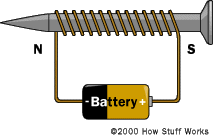 N S
- Battery +
©2000 How Stuff Works